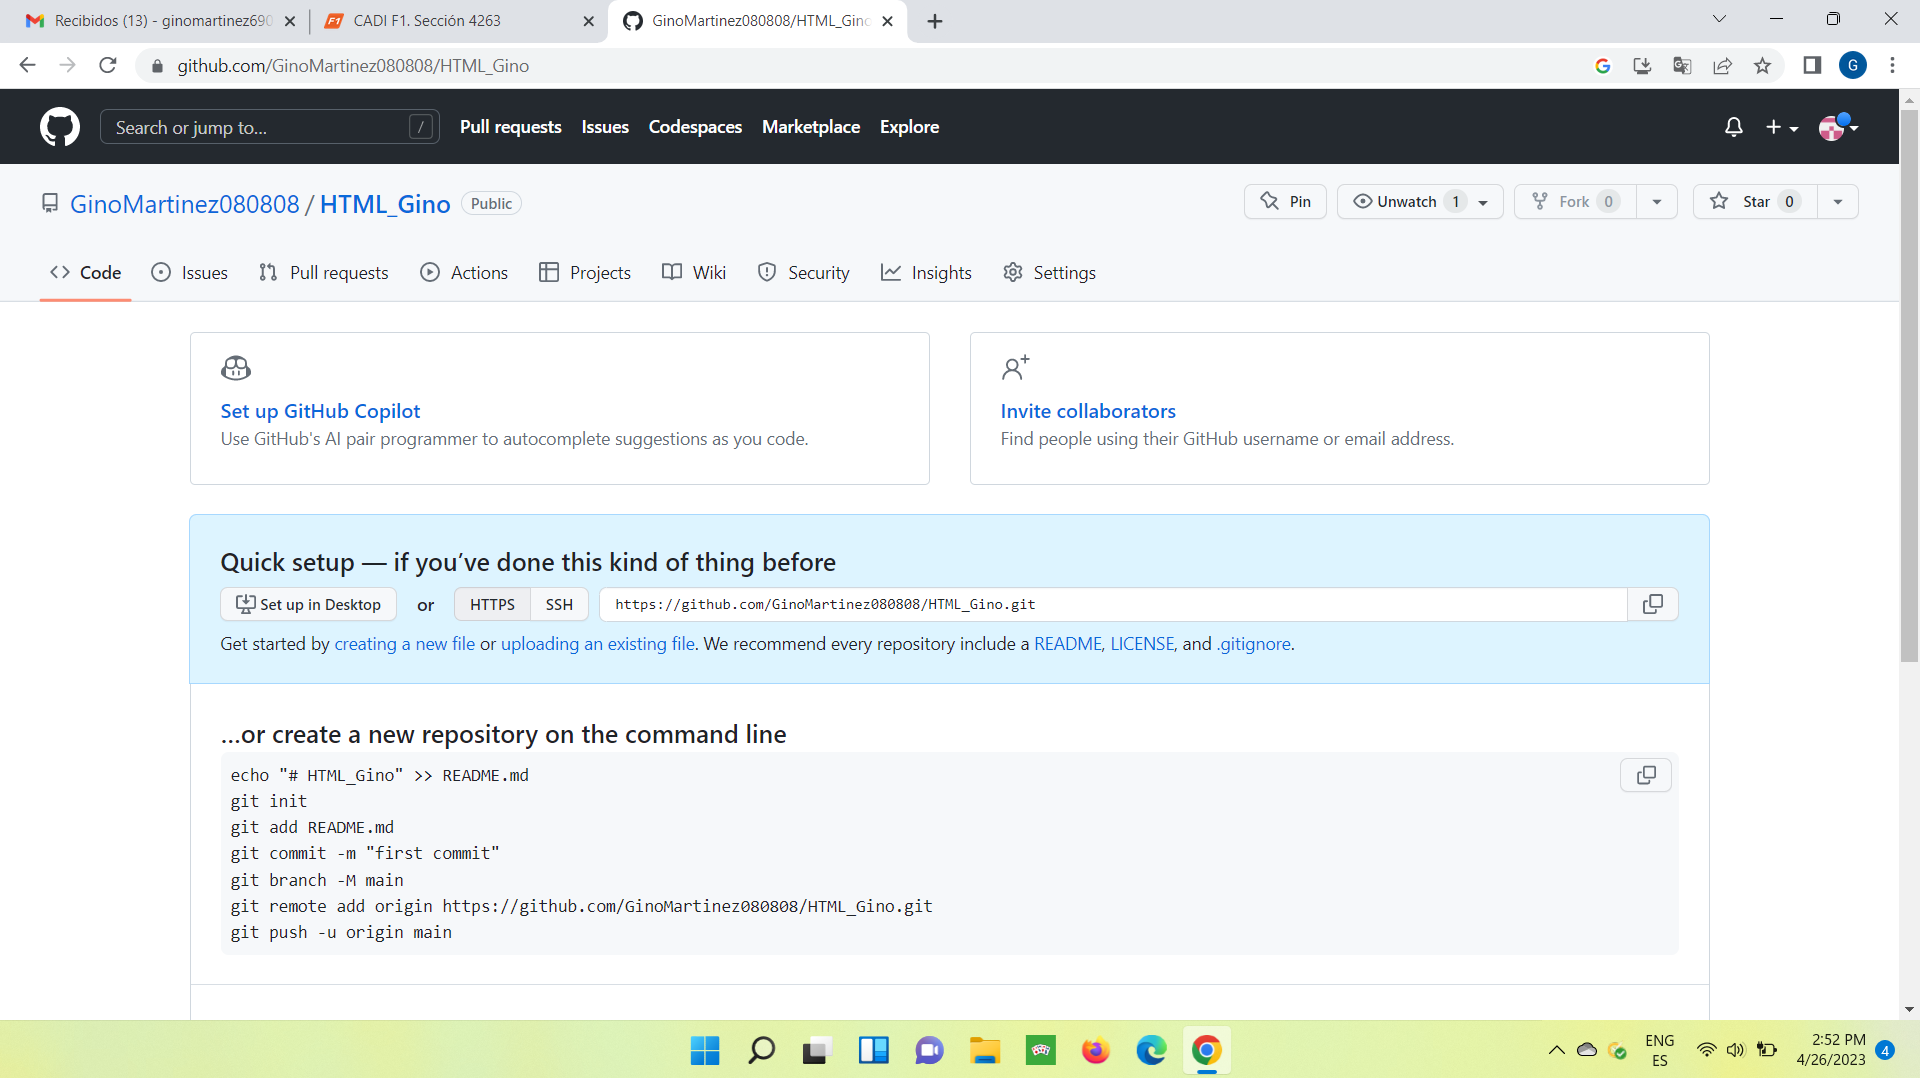 Recibidos (13) - ginomartinez690
CADI F1. Sección 4263
GinoMartinez080808/HTML_Gino
github.com/GinoMartinez080808/HTML_Gino
G
Search or jump to...
/
Pull requests
Issues
Codespaces
Marketplace
Explore
GinoMartinez080808 / HTML_Gino
Public
Pin
Unwatch 1
Fork 0
Star 0
Code
Issues
Pull requests
Actions
Projects
Wiki
Security
Insights
Settings
Set up GitHub Copilot
Use GitHub's AI pair programmer to autocomplete suggestions as you code.
Invite collaborators
Find people using their GitHub username or email address.
Quick setup — if you’ve done this kind of thing before
Set up in Desktop
or
HTTPS
SSH
https://github.com/GinoMartinez080808/HTML_Gino.git
Get started by creating a new file or uploading an existing file. We recommend every repository include a README, LICENSE, and .gitignore.
…or create a new repository on the command line
echo "# HTML_Gino" >> README.md
git init
git add README.md
git commit -m "first commit"
git branch -M main
git remote add origin https://github.com/GinoMartinez080808/HTML_Gino.git
git push -u origin main
ENG
ES
2:52 PM
4/26/2023
4